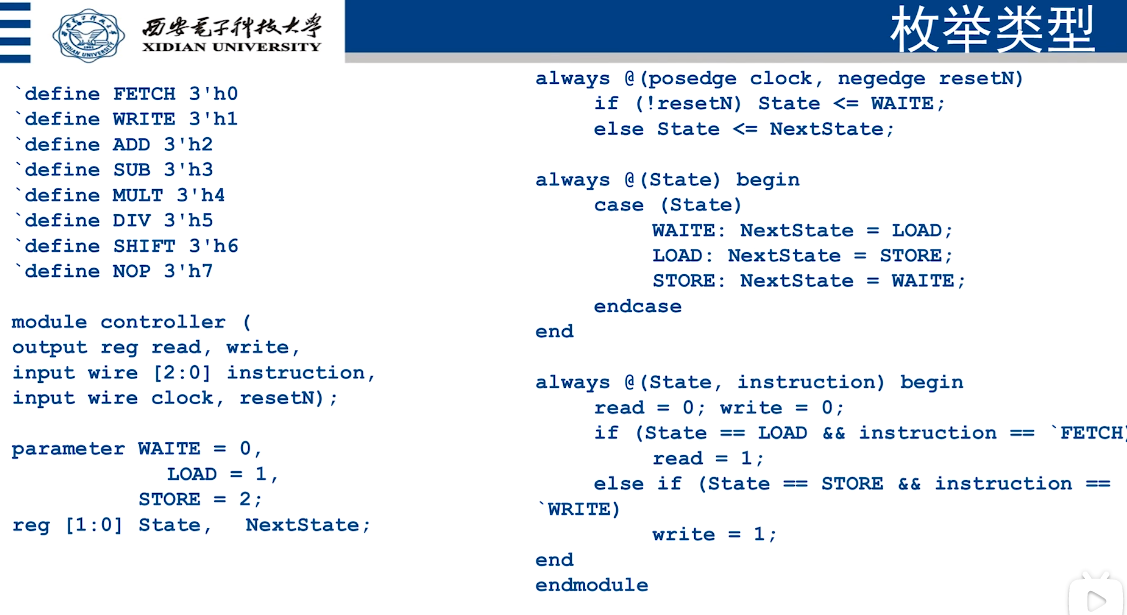 西安电子科技大学
XIDIAN UNIVERSITY
枚举类型
`define FETCH 3'h0
`define WRITE 3'h1
`define ADD 3'h2
`define SUB 3'h3
`define MULT 3'h4
`define DIV 3'h5
`define SHIFT 3'h6
`define NOP 3'h7
module controller (
output reg read, write,
input wire [2:0] instruction,
input wire clock, resetN);
parameter WAITE = 0,
LOAD = 1,
STORE = 2;
reg [1:0] State, NextState;
always @(posedge clock, negedge resetN)
if (!resetN) State <= WAITE;
else State <= NextState;
always @(State) begin
case (State)
WAITE: NextState = LOAD;
LOAD: NextState = STORE;
STORE: NextState = WAITE;
endcase
end
always @(State, instruction) begin
read = 0; write = 0;
if (State == LOAD && instruction == `FETCH)
read = 1;
else if (State == STORE && instruction ==
`WRITE)
write = 1;
end
endmodule